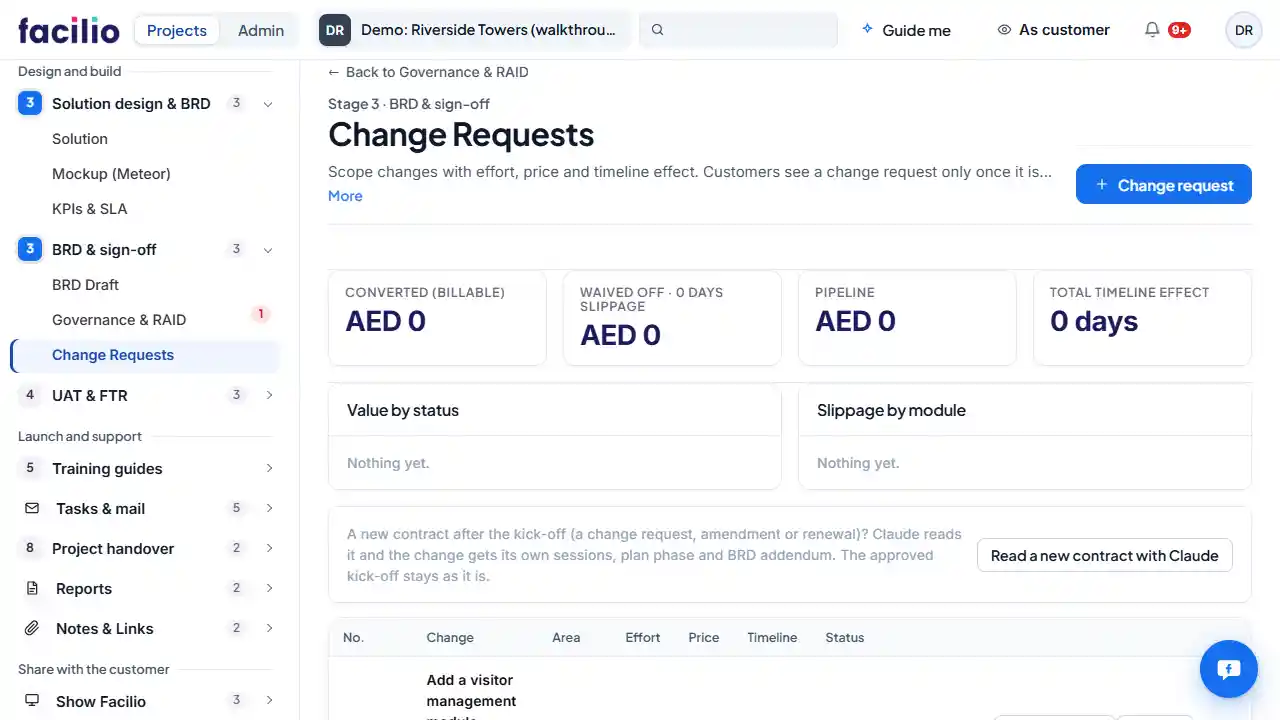 facilio
Projects
Admin
DR
Demo: Riverside Towers (walkthrou...
Guide me
As customer
9+
DR
Design and build
3 Solution design & BRD 3
Solution
Mockup (Meteor)
KPIs & SLA
3 BRD & sign-off 3
BRD Draft
Governance & RAID 1
Change Requests
4 UAT & FTR 3
Launch and support
5 Training guides
Tasks & mail 5
8 Project handover 2
Reports 2
Notes & Links 2
Share with the customer
Show Facilio 3
← Back to Governance & RAID
Stage 3 · BRD & sign-off
Change Requests
Scope changes with effort, price and timeline effect. Customers see a change request only once it is...
More
+ Change request
CONVERTED (BILLABLE)
AED 0
WAIVED OFF · 0 DAYS
SLIPPAGE
AED 0
PIPELINE
AED 0
TOTAL TIMELINE EFFECT
0 days
Value by status
Nothing yet.
Slippage by module
Nothing yet.
A new contract after the kick-off (a change request, amendment or renewal)? Claude reads
it and the change gets its own sessions, plan phase and BRD addendum. The approved
kick-off stays as it is.
Read a new contract with Claude
No. Change Area Effort Price Timeline Status
Add a visitor
management